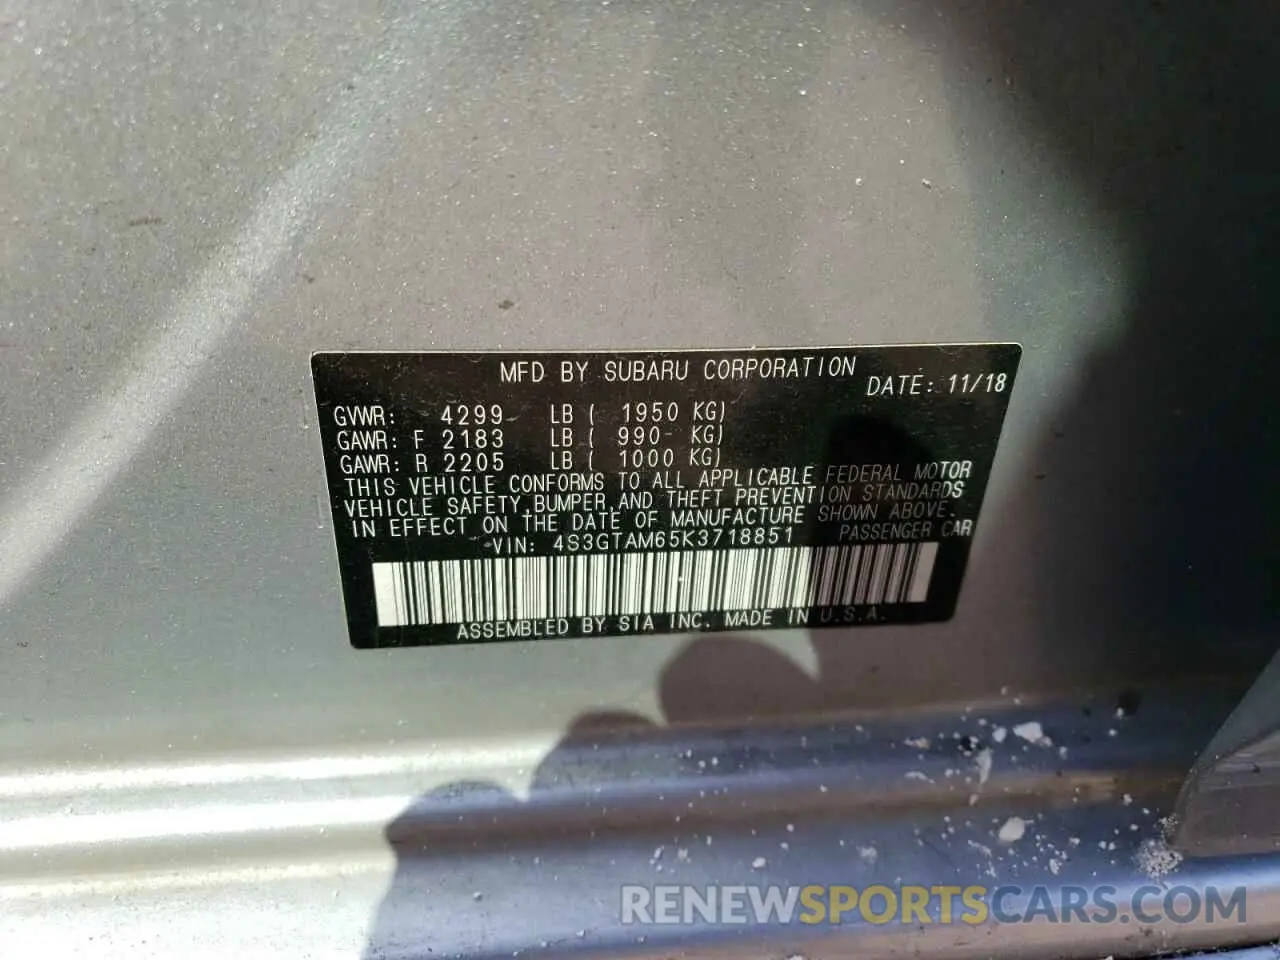 MFD BY SUBARU CORPORATION
DATE: 11/18
GVWR: 4299 LB ( 1950 KG)
GAWR: F 2183 LB ( 990 KG)
GAWR: R 2205 LB ( 1000 KG)
THIS VEHICLE CONFORMS TO ALL APPLICABLE FEDERAL MOTOR
VEHICLE SAFETY, BUMPER, AND THEFT PREVENTION STANDARDS
IN EFFECT ON THE DATE OF MANUFACTURE SHOWN ABOVE.
VIN: 4S3GTAM65K3718851 PASSENGER CAR
ASSEMBLED BY SIA INC. MADE IN U.S.A.
RENEWSPORTSCARS.COM